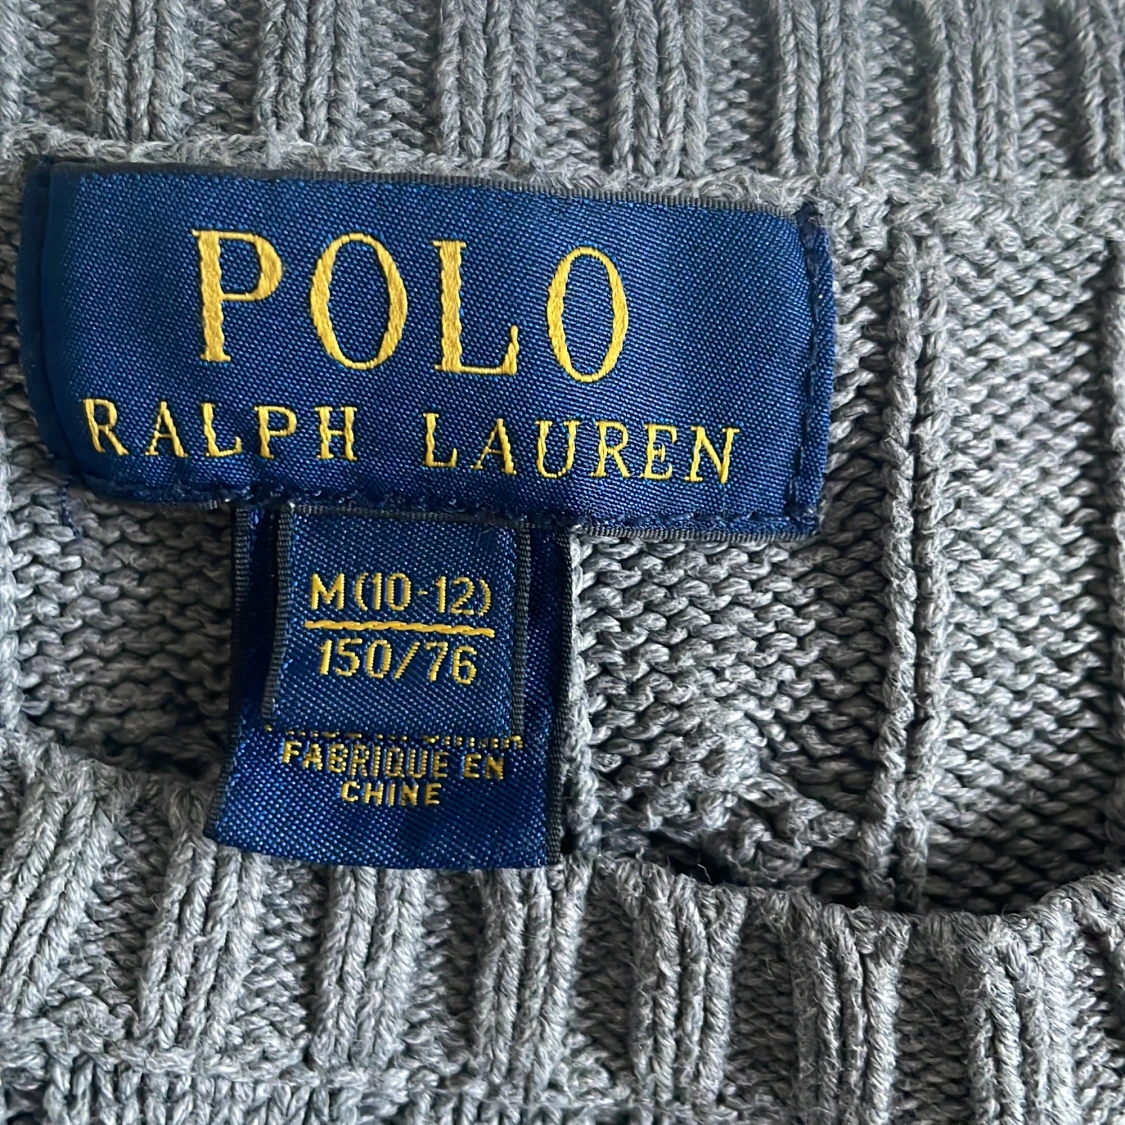 POLO
RALPH LAUREN
M(10-12)
150/76
FABRIQUE EN
CHINE